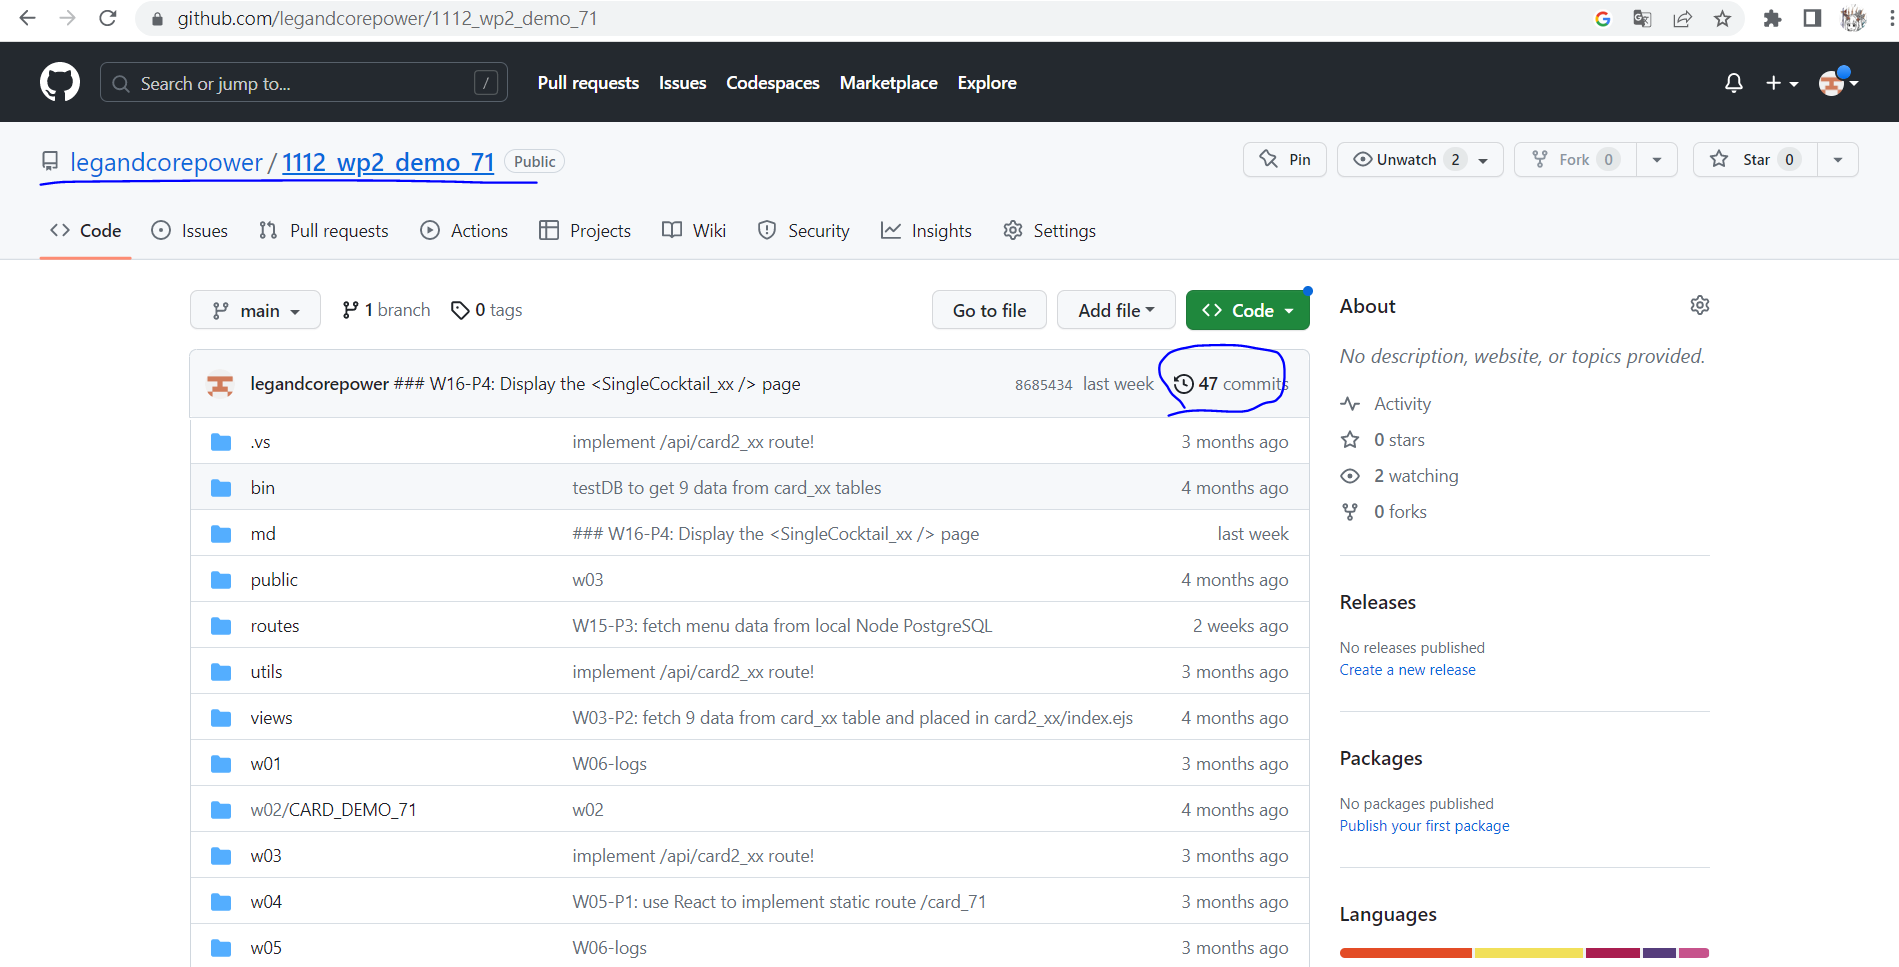 github.com/legandcorepower/1112_wp2_demo_71
Search or jump to... /
Pull requests Issues Codespaces Marketplace Explore
legandcorepower / 1112_wp2_demo_71 Public
Pin Unwatch 2 Fork 0 Star 0
Code Issues Pull requests Actions Projects Wiki Security Insights Settings
main 1 branch 0 tags Go to file Add file Code
legandcorepower ### W16-P4: Display the <SingleCocktail_xx /> page 8685434 last week 47 commits
.vs implement /api/card2_xx route! 3 months ago
bin testDB to get 9 data from card_xx tables 4 months ago
md ### W16-P4: Display the <SingleCocktail_xx /> page last week
public w03 4 months ago
routes W15-P3: fetch menu data from local Node PostgreSQL 2 weeks ago
utils implement /api/card2_xx route! 3 months ago
views W03-P2: fetch 9 data from card_xx table and placed in card2_xx/index.ejs 4 months ago
w01 W06-logs 3 months ago
w02/CARD_DEMO_71 w02 4 months ago
w03 implement /api/card2_xx route! 3 months ago
w04 W05-P1: use React to implement static route /card_71 3 months ago
w05 W06-logs 3 months ago
About
No description, website, or topics provided.
Activity
0 stars
2 watching
0 forks
Releases
No releases published
Create a new release
Packages
No packages published
Publish your first package
Languages